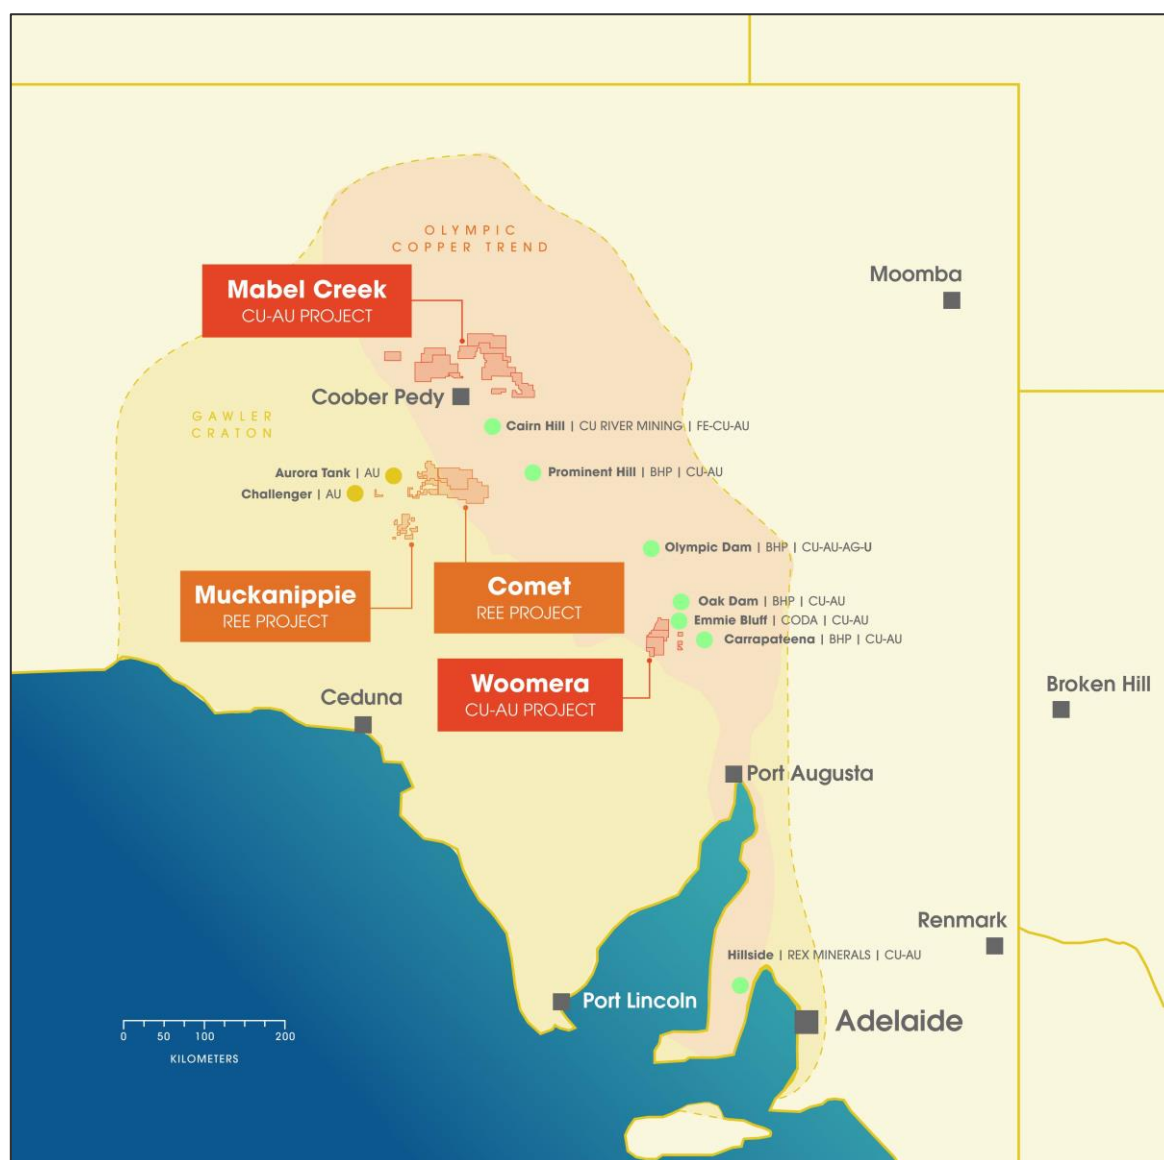 OLYMPIC
COPPER TREND
Moomba
Mabel Creek
CU-AU PROJECT
Coober Pedy
GAWLER
CRATON
Cairn Hill | CU RIVER MINING | FE-CU-AU
Aurora Tank | AU
Prominent Hill | BHP | CU-AU
Challenger | AU
Olympic Dam | BHP | CU-AU-AG-U
Muckanippie
REE PROJECT
Comet
REE PROJECT
Oak Dam | BHP | CU-AU
Emmie Bluff | CODA | CU-AU
Carrapateena | BHP | CU-AU
Woomera
CU-AU PROJECT
Ceduna
Broken Hill
Port Augusta
Renmark
Hillside | REX MINERALS | CU-AU
Port Lincoln
Adelaide
0 50 100 200
KILOMETERS